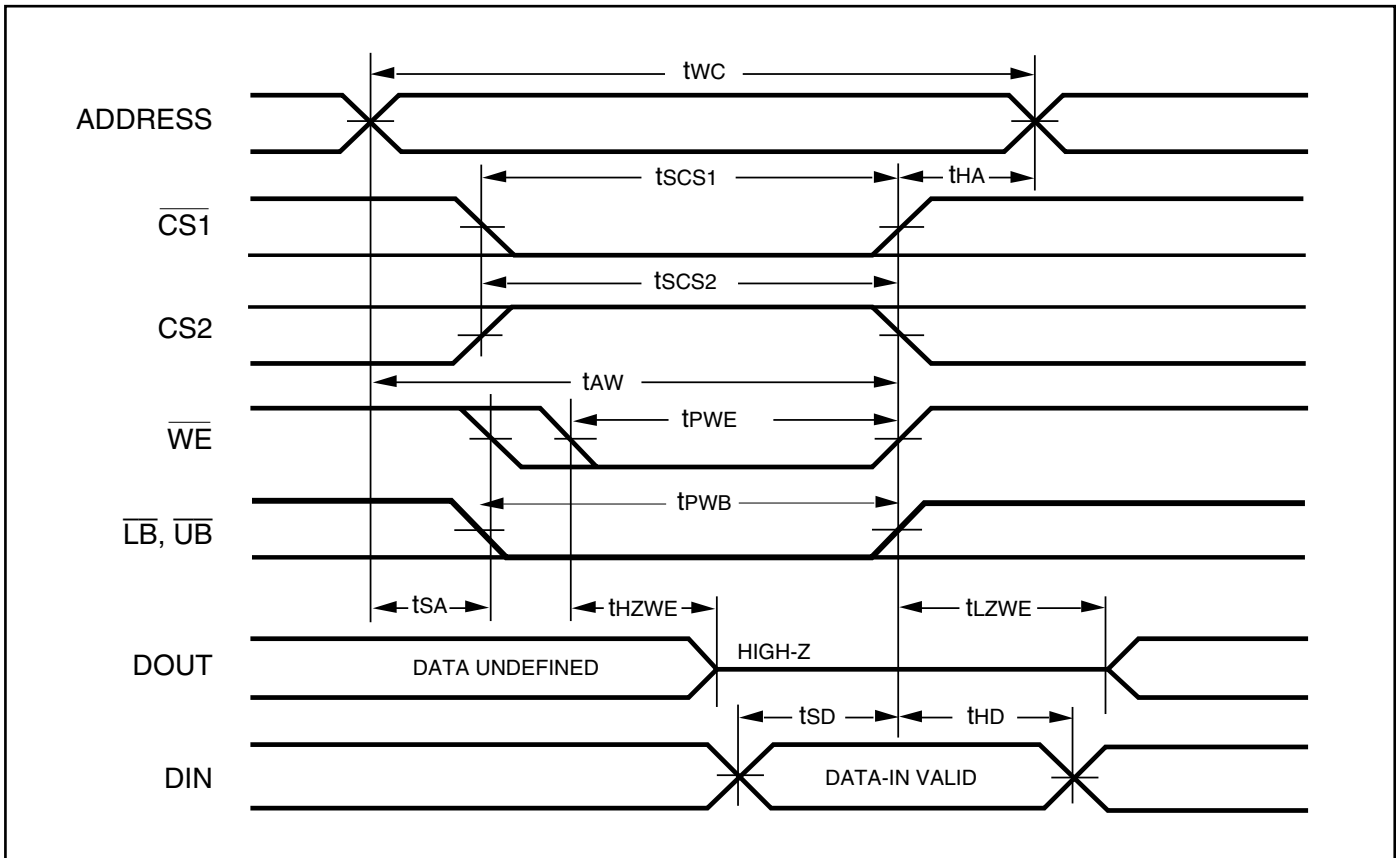 tWC
ADDRESS
tSCS1
tHA
CS1
tSCS2
CS2
tAW
WE
tPWE
tPWB
LB, UB
tSA
tHZWE
tLZWE
DOUT
DATA UNDEFINED
HIGH-Z
tSD
tHD
DIN
DATA-IN VALID